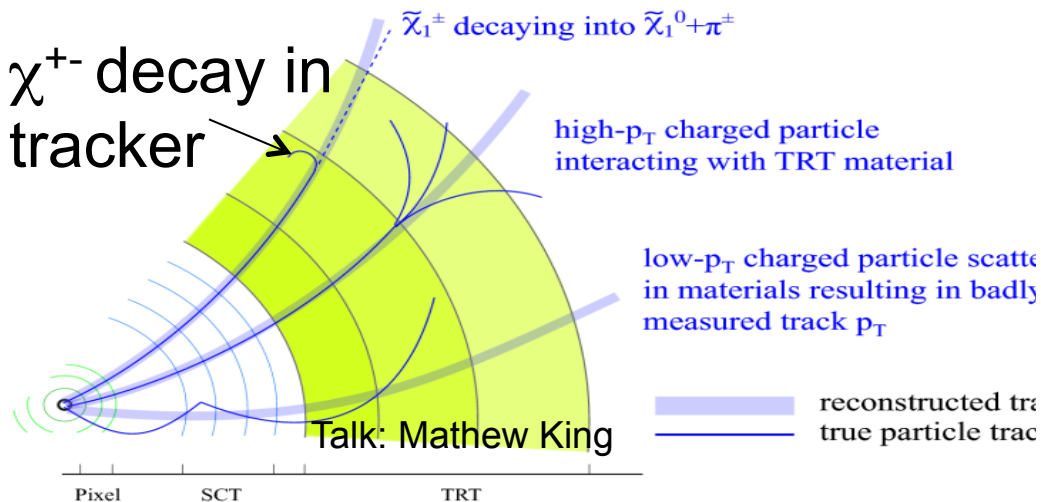 χ̃₁± decaying into χ̃₁⁰+π±
χ+- decay in
tracker
high-pT charged particle
interacting with TRT material
low-pT charged particle scatte
in materials resulting in badly
measured track pT
reconstructed tra
true particle trac
Talk: Mathew King
Pixel SCT TRT